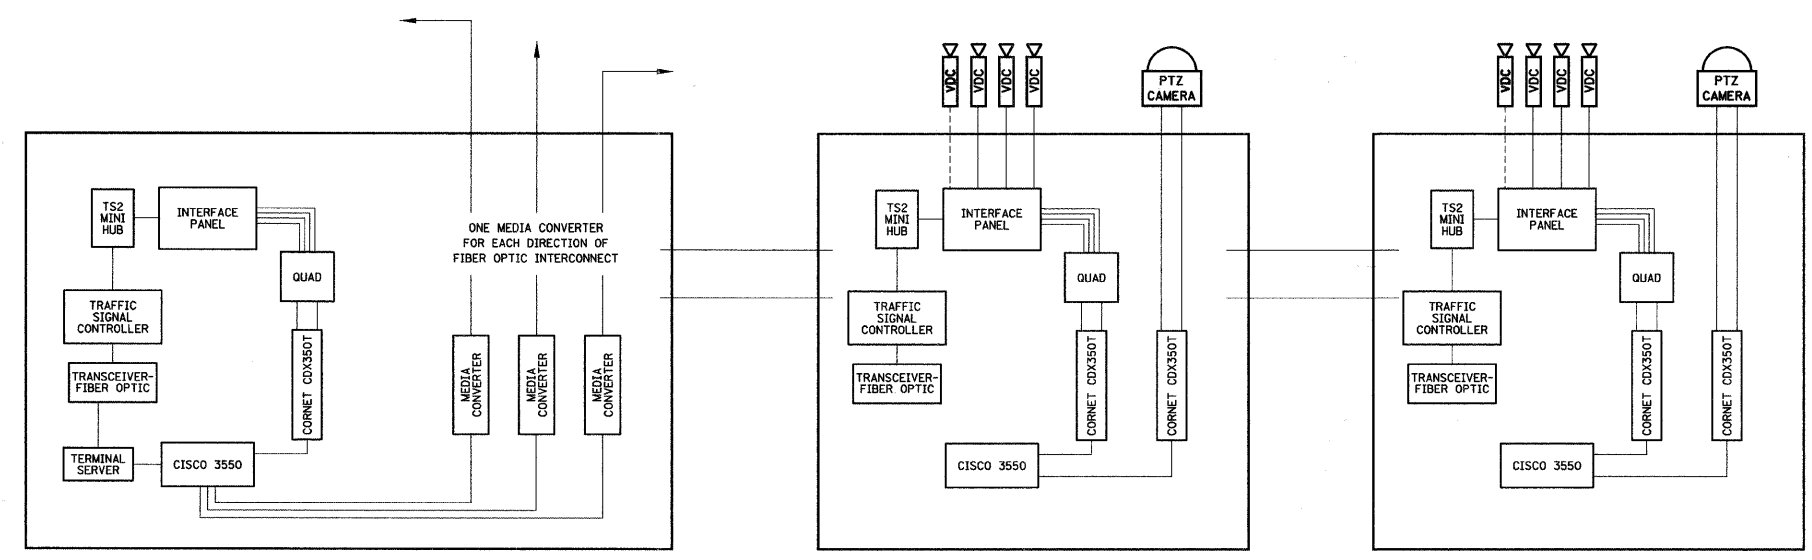 TS2
MINI
HUB
INTERFACE
PANEL
QUAD
TRAFFIC
SIGNAL
CONTROLLER
TRANSCEIVER-
FIBER OPTIC
TERMINAL
SERVER
CISCO 3550
CORNET CDX350T
ONE MEDIA CONVERTER
FOR EACH DIRECTION OF
FIBER OPTIC INTERCONNECT
MEDIA
CONVERTER
MEDIA
CONVERTER
MEDIA
CONVERTER
VDC
VDC
VDC
VDC
PTZ
CAMERA
TS2
MINI
HUB
INTERFACE
PANEL
QUAD
TRAFFIC
SIGNAL
CONTROLLER
TRANSCEIVER-
FIBER OPTIC
CORNET CDX350T
CORNET CDX350T
CISCO 3550
VDC
VDC
VDC
VDC
PTZ
CAMERA
TS2
MINI
HUB
INTERFACE
PANEL
QUAD
TRAFFIC
SIGNAL
CONTROLLER
TRANSCEIVER-
FIBER OPTIC
CORNET CDX350T
CORNET CDX350T
CISCO 3550